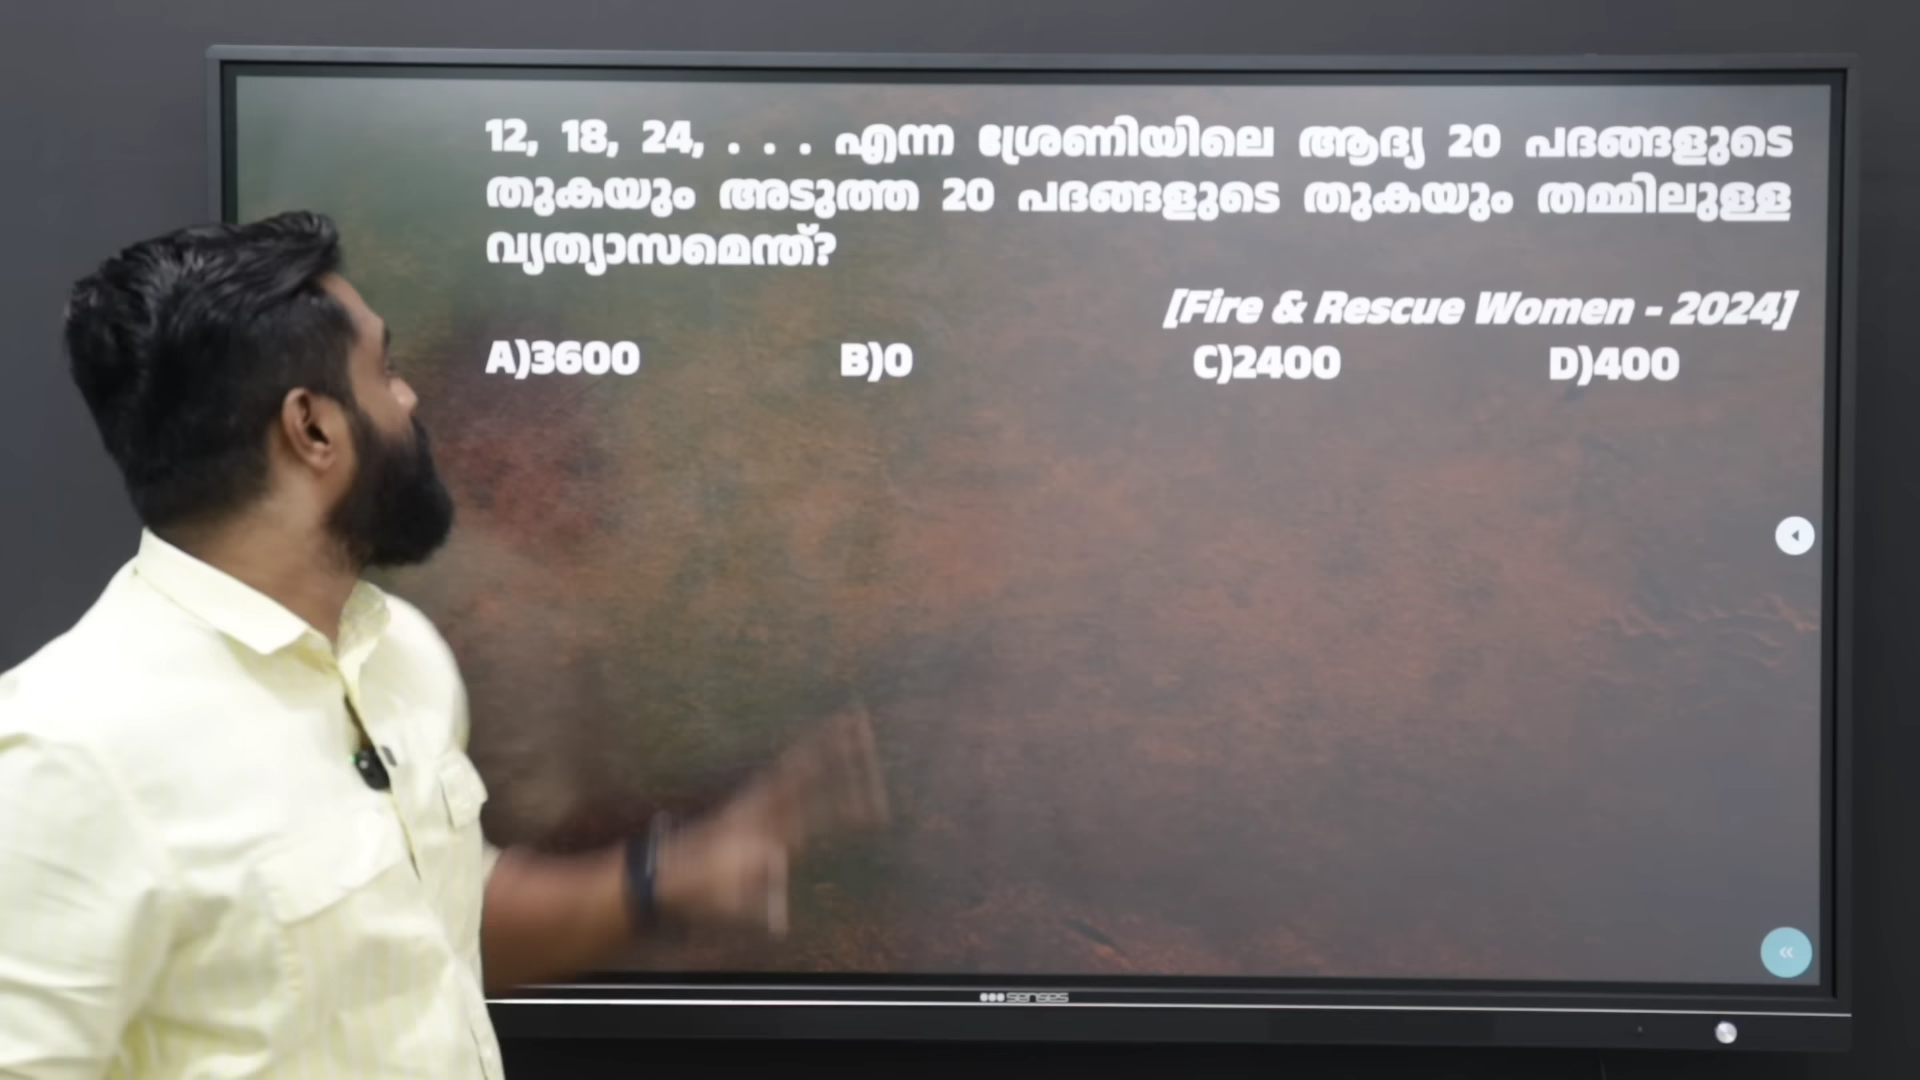 12, 18, 24, . . . എന്ന ശ്രേണിയിലെ ആദ്യ 20 പദങ്ങളുടെ
തുകയും അടുത്ത 20 പദങ്ങളുടെ തുകയും തമ്മിലുള്ള
വ്യത്യാസമെന്ത്?
[Fire & Rescue Women - 2024]
A)3600 B)0 C)2400 D)400
senses